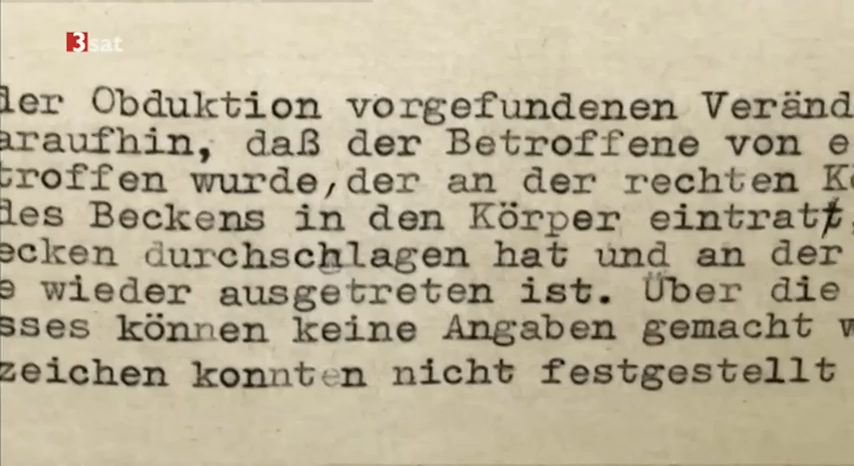 3sat
der Obduktion vorgefundenen Veränd
araufhin, daß der Betroffene von e
troffen wurde, der an der rechten Kö
des Beckens in den Körper eintratt,
ecken durchschlagen hat und an der
e wieder ausgetreten ist. Über die
sses können keine Angaben gemacht w
zeichen konnten nicht festgestellt